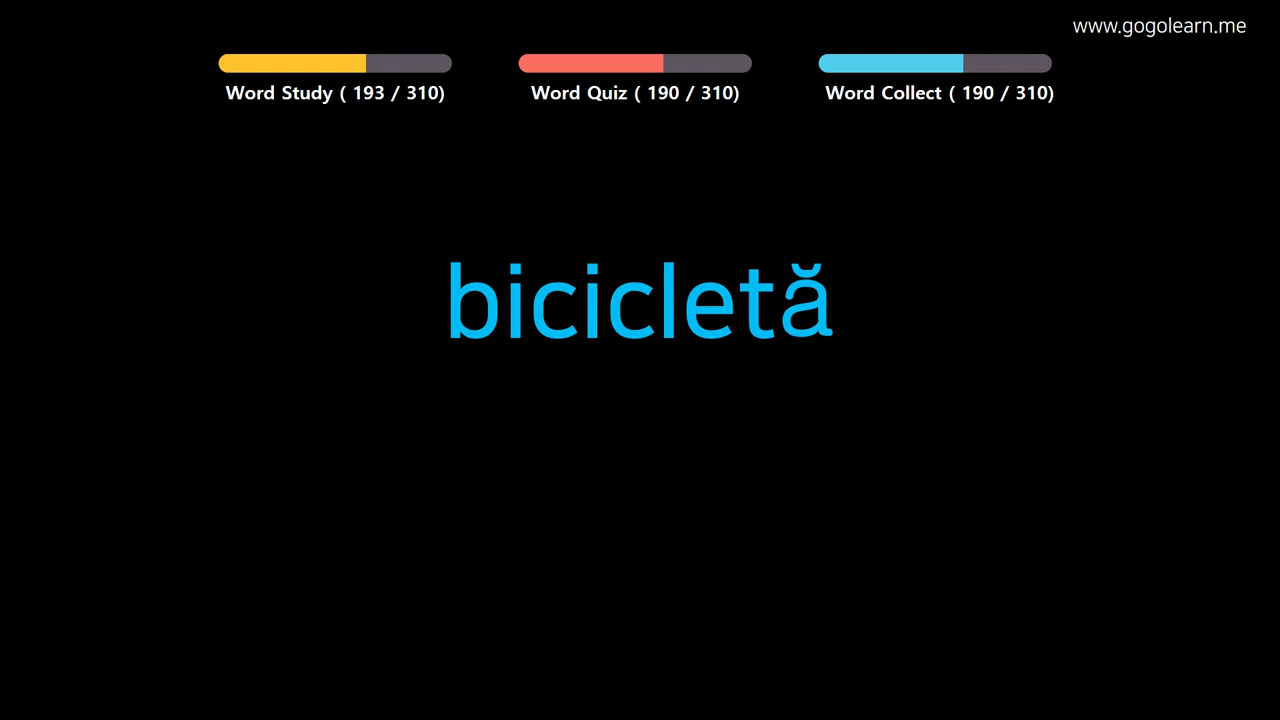 www.gogolearn.me
Word Study ( 193 / 310)
Word Quiz ( 190 / 310)
Word Collect ( 190 / 310)
bicicletă